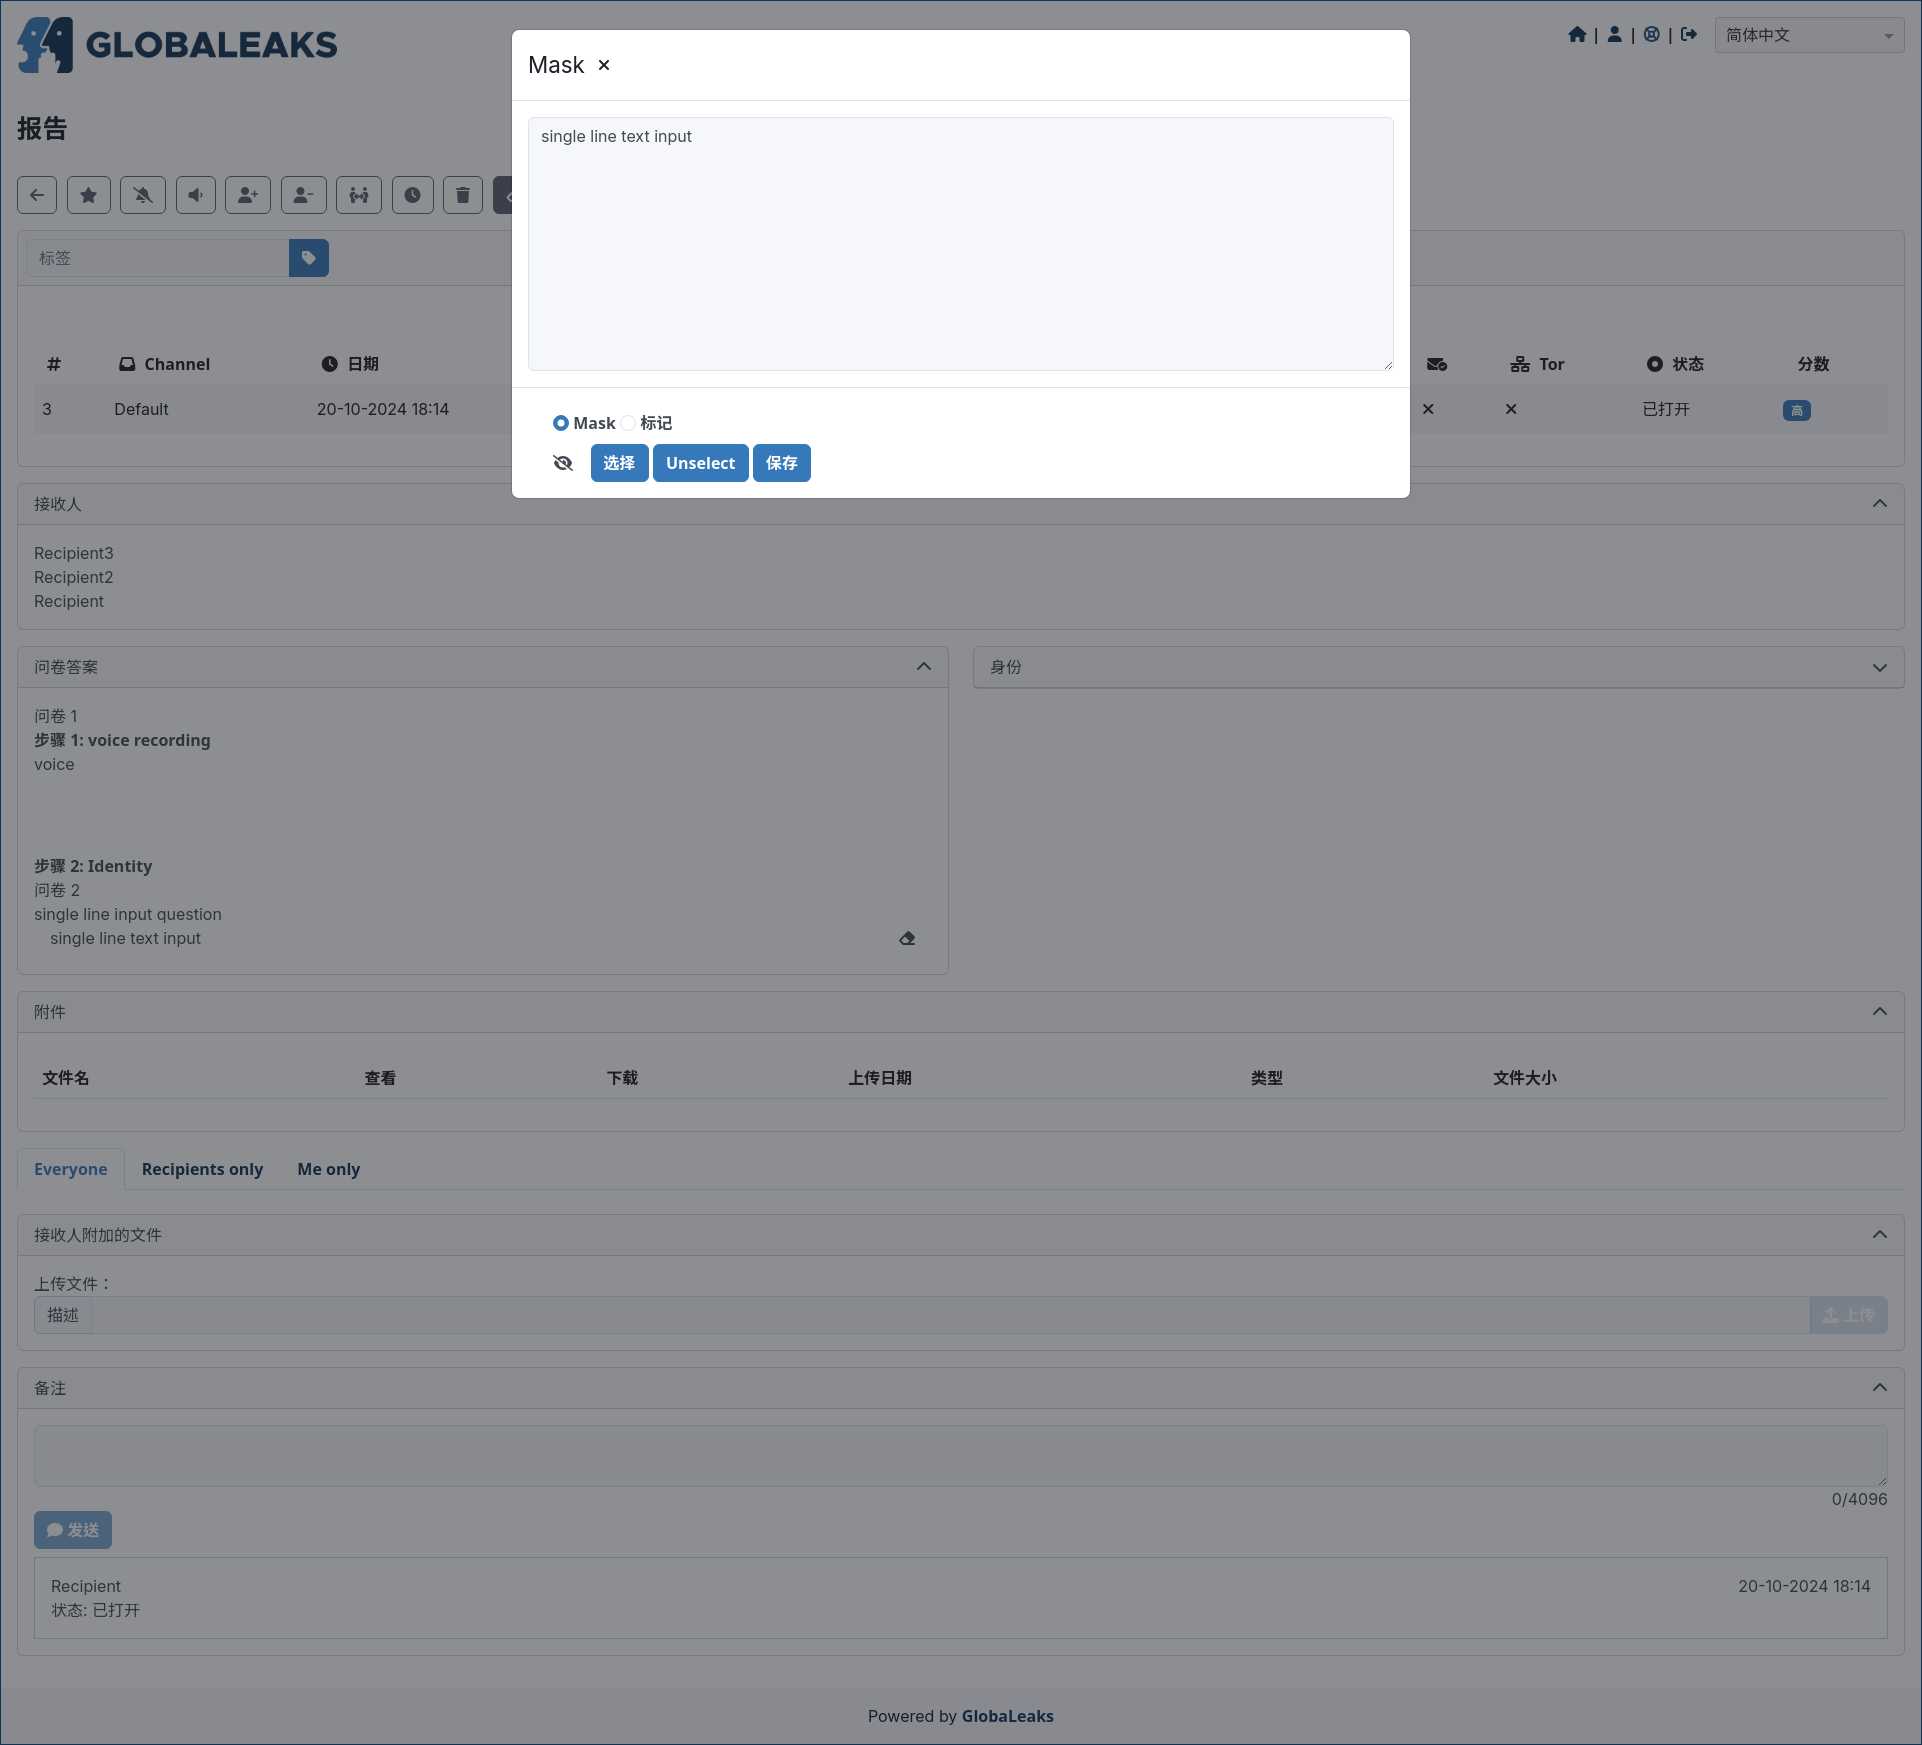 GLOBALEAKS
| | |
简体中文
Mask
single line text input
Mask 标记
选择 Unselect 保存
报告
标签
# Channel 日期 Tor 状态 分数
3 Default 20-10-2024 18:14 已打开 高
接收人
Recipient3
Recipient2
Recipient
问卷答案
问卷 1
步骤 1: voice recording
voice
步骤 2: Identity
问卷 2
single line input question
single line text input
身份
附件
文件名 查看 下载 上传日期 类型 文件大小
Everyone Recipients only Me only
接收人附加的文件
上传文件：
描述 上传
备注
0/4096
发送
Recipient 20-10-2024 18:14
状态: 已打开
Powered by GlobaLeaks